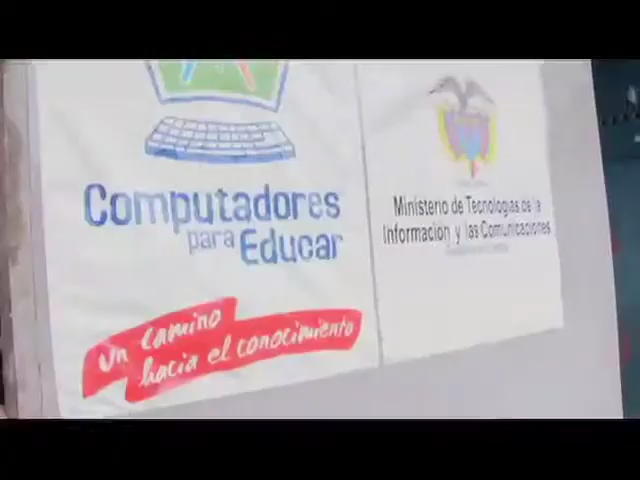 Computadores
para Educar
un camino
hacia el conocimiento
Ministerio de Tecnologías de la
Información y las Comunicaciones